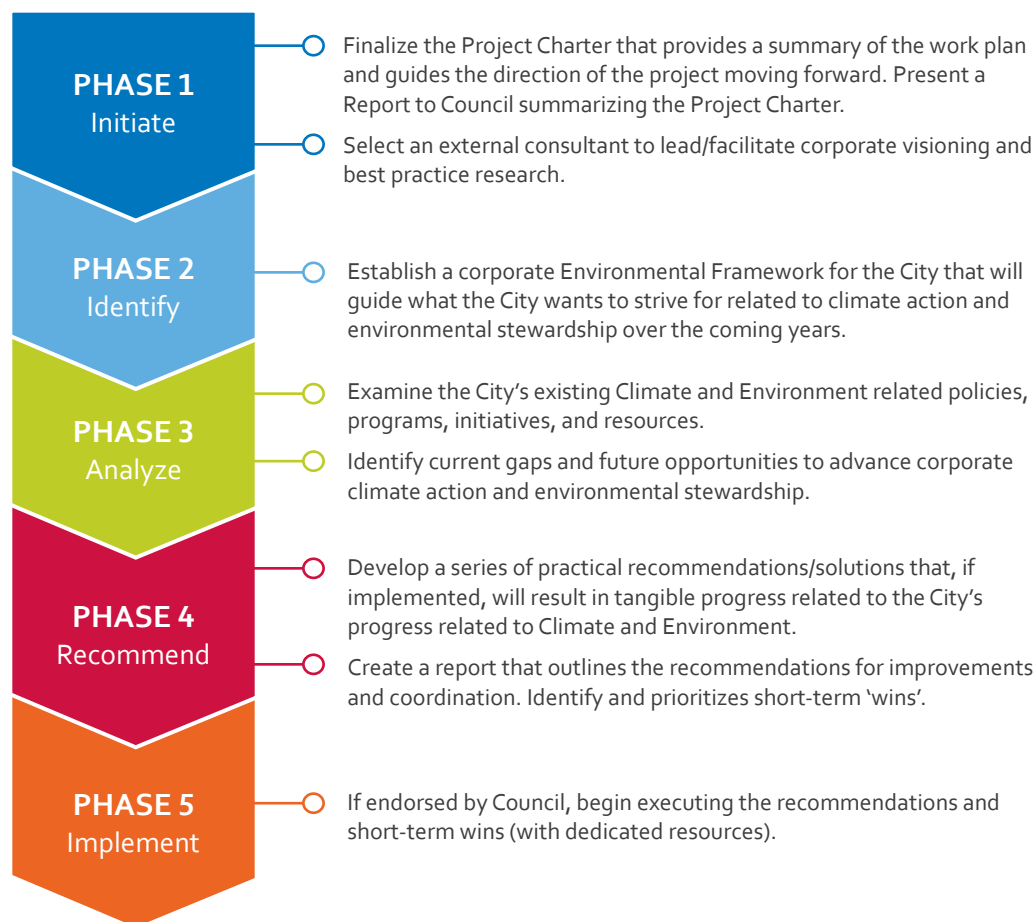 PHASE 1
Initiate
Finalize the Project Charter that provides a summary of the work plan
and guides the direction of the project moving forward. Present a
Report to Council summarizing the Project Charter.
Select an external consultant to lead/facilitate corporate visioning and
best practice research.
PHASE 2
Identify
Establish a corporate Environmental Framework for the City that will
guide what the City wants to strive for related to climate action and
environmental stewardship over the coming years.
PHASE 3
Analyze
Examine the City’s existing Climate and Environment related policies,
programs, initiatives, and resources.
Identify current gaps and future opportunities to advance corporate
climate action and environmental stewardship.
PHASE 4
Recommend
Develop a series of practical recommendations/solutions that, if
implemented, will result in tangible progress related to the City’s
progress related to Climate and Environment.
Create a report that outlines the recommendations for improvements
and coordination. Identify and prioritizes short-term ‘wins’.
PHASE 5
Implement
If endorsed by Council, begin executing the recommendations and
short-term wins (with dedicated resources).